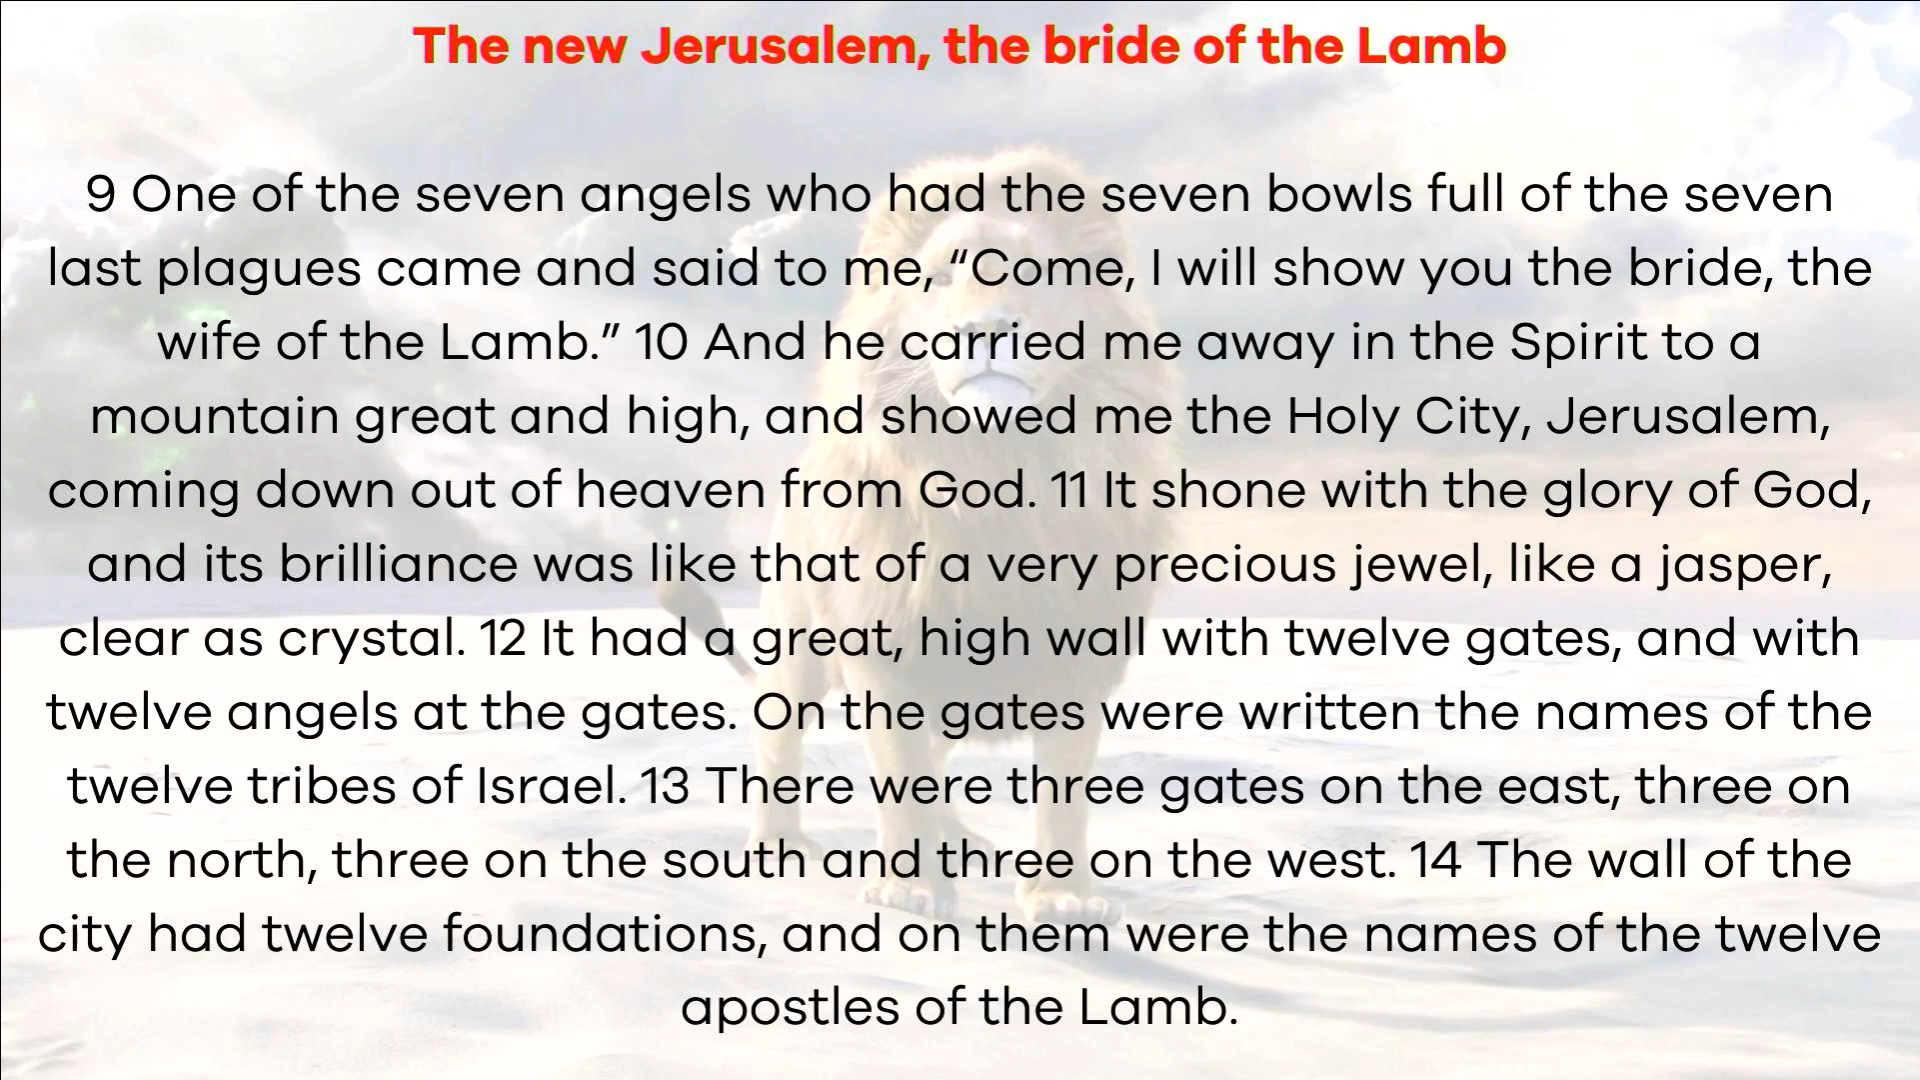 The new Jerusalem, the bride of the Lamb
9 One of the seven angels who had the seven bowls full of the seven
last plagues came and said to me, “Come, I will show you the bride, the
wife of the Lamb.” 10 And he carried me away in the Spirit to a
mountain great and high, and showed me the Holy City, Jerusalem,
coming down out of heaven from God. 11 It shone with the glory of God,
and its brilliance was like that of a very precious jewel, like a jasper,
clear as crystal. 12 It had a great, high wall with twelve gates, and with
twelve angels at the gates. On the gates were written the names of the
twelve tribes of Israel. 13 There were three gates on the east, three on
the north, three on the south and three on the west. 14 The wall of the
city had twelve foundations, and on them were the names of the twelve
apostles of the Lamb.